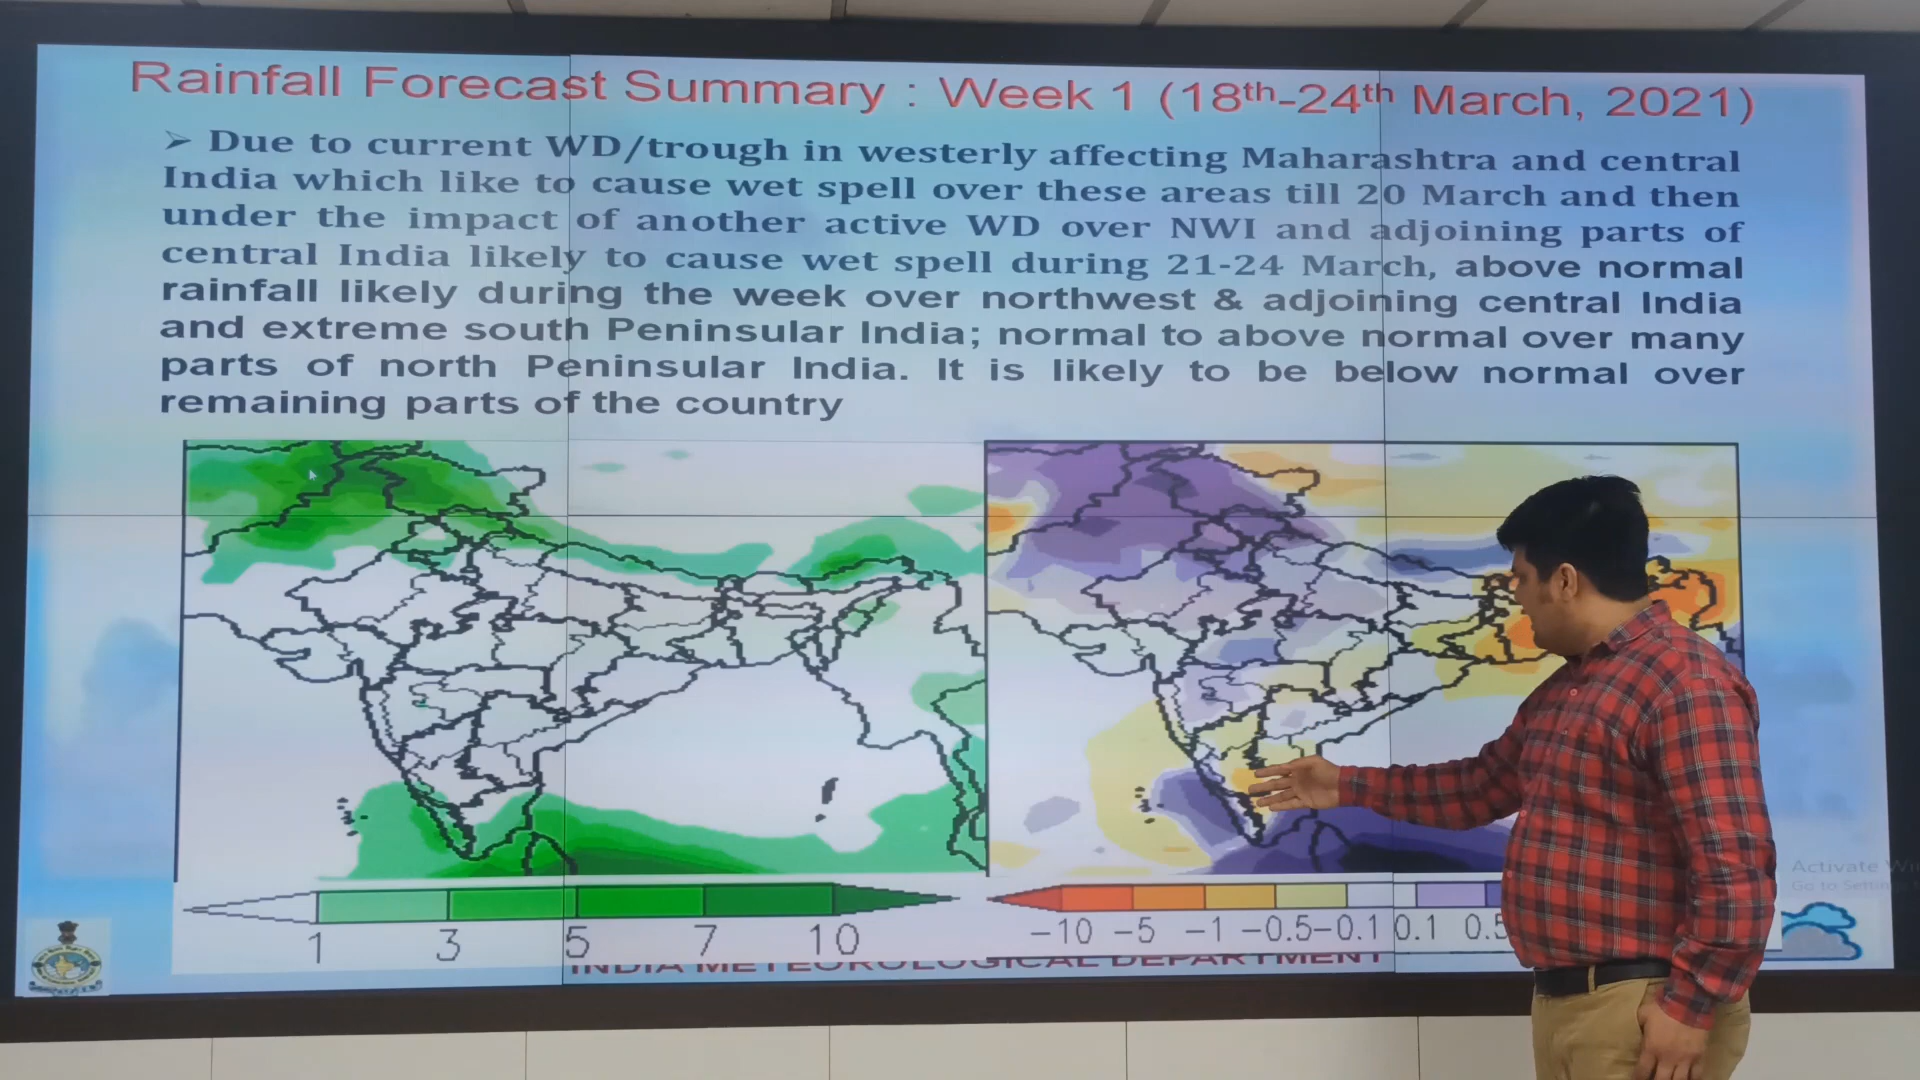 Rainfall Forecast Summary : Week 1 (18th-24th March, 2021)
➢ Due to current WD/trough in westerly affecting Maharashtra and central
India which like to cause wet spell over these areas till 20 March and then
under the impact of another active WD over NWI and adjoining parts of
central India likely to cause wet spell during 21-24 March, above normal
rainfall likely during the week over northwest & adjoining central India
and extreme south Peninsular India; normal to above normal over many
parts of north Peninsular India. It is likely to be below normal over
remaining parts of the country
1 3 5 7 10
-10 -5 -1 -0.5 -0.1 0.1 0.5
INDIA METEOROLOGICAL DEPARTMENT
Activate
Go to